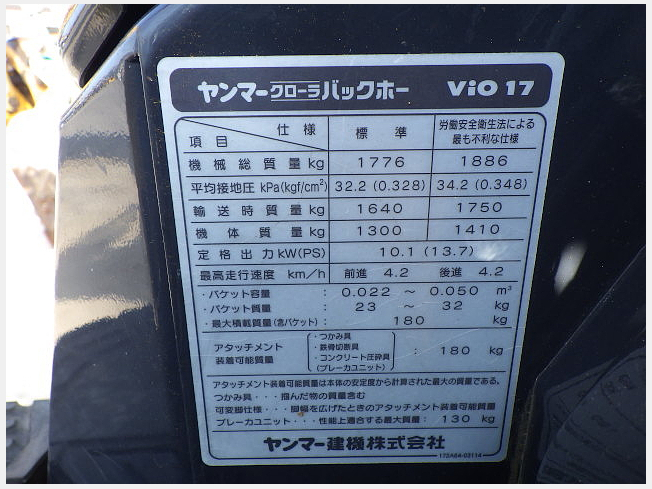 ヤンマークローラバックホー ViO 17
項目 仕様 標準 労働安全衛生法による
最も不利な仕様
機械総質量 kg 1776 1886
平均接地圧 kPa(kgf/cm²) 32.2 (0.328) 34.2 (0.348)
輸送時質量 kg 1640 1750
機体質量 kg 1300 1410
定格出力 kW(PS) 10.1 (13.7)
最高走行速度 km/h 前進 4.2 後進 4.2
・バケット容量 : 0.022 ～ 0.050 m³
・バケット質量 : 23 ～ 32 kg
・最大積載質量(含バケット) : 180 kg
アタッチメント
装着可能質量
・つかみ具
・鉄骨切断具
・コンクリート圧砕具
(ブレーカユニット)
: 180 kg
アタッチメント装着可能質量は本体の安定度から計算された最大の質量である。
つかみ具・・・掴んだ物の質量含む
可変脚仕様・・・脚幅を広げたときのアタッチメント装着可能質量
ブレーカユニット・・・性能上適合する最大質量:130 kg
ヤンマー建機株式会社
172A6A-03114